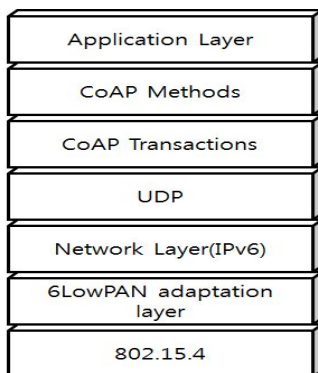 Application Layer
CoAP Methods
CoAP Transactions
UDP
Network Layer(IPv6)
6LowPAN adaptation
layer
802.15.4